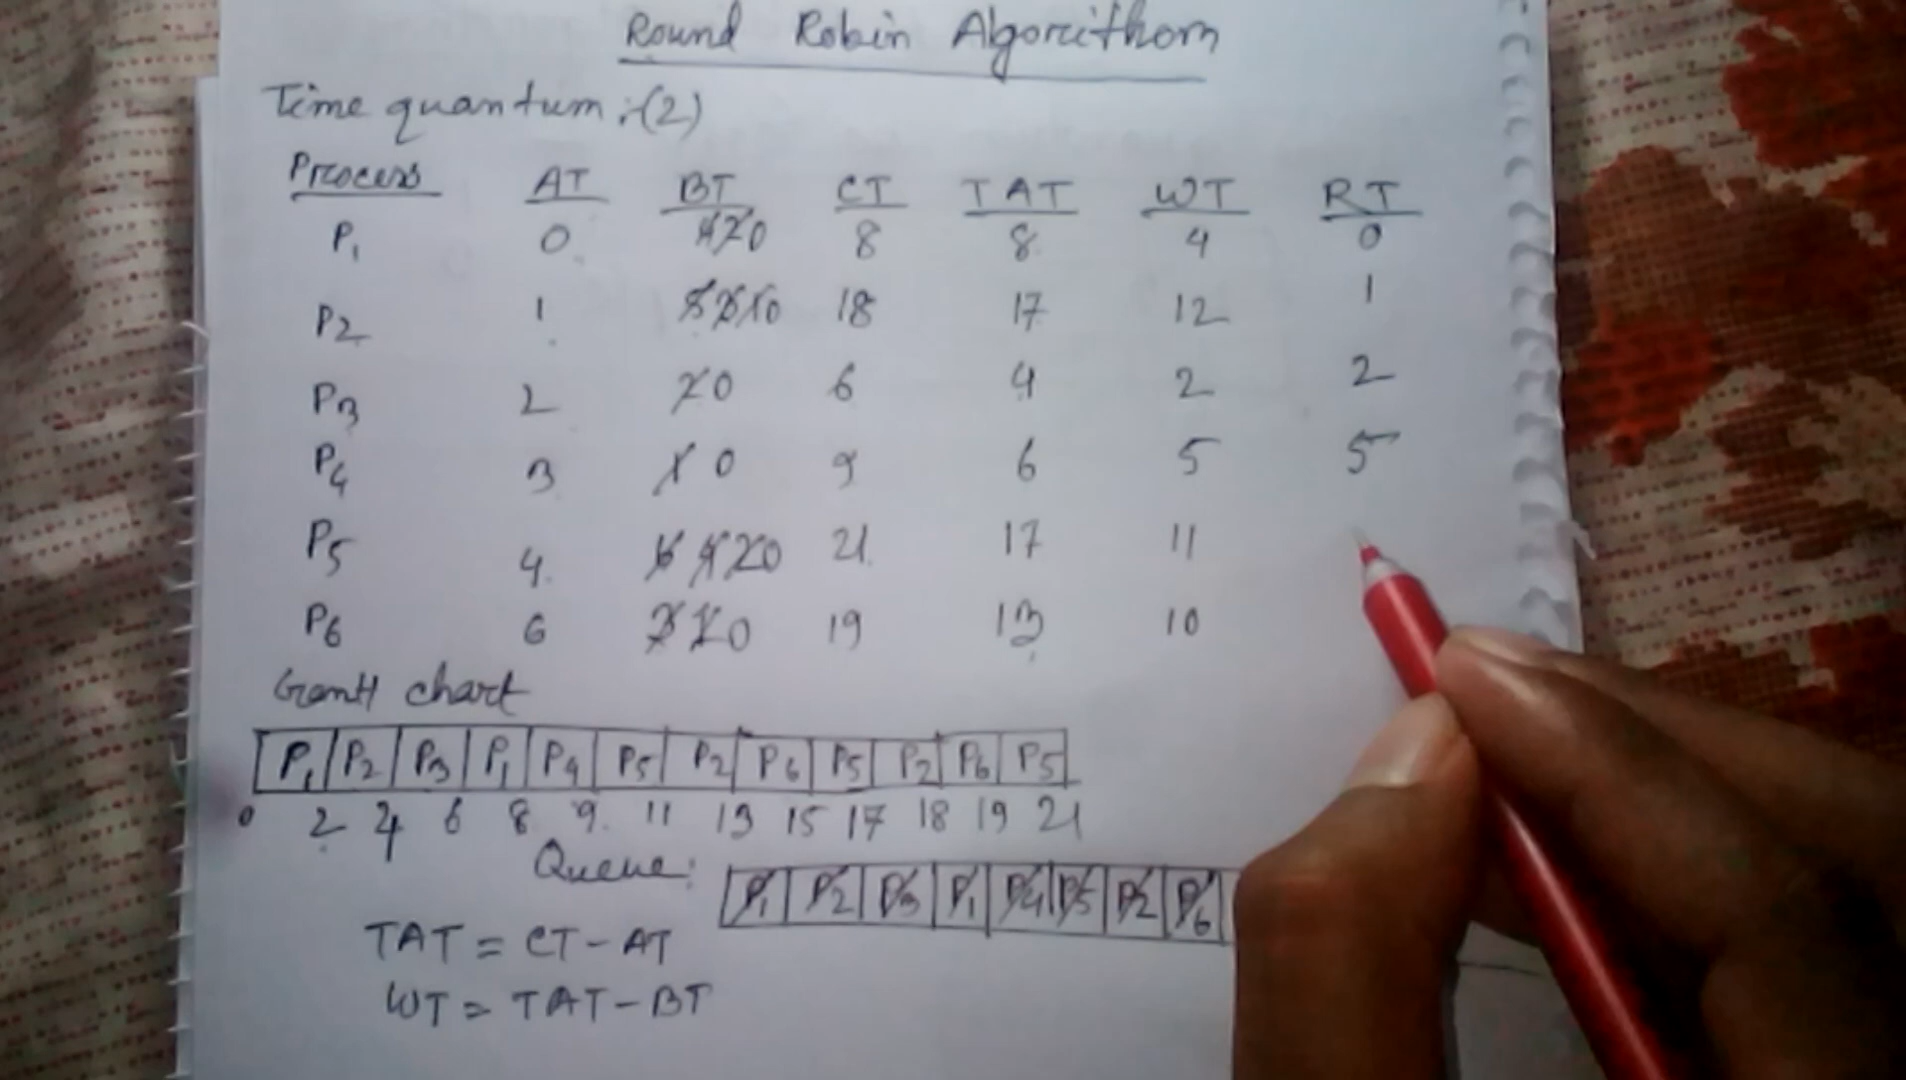 Round Robin Algorithom
Time quantum :-(2)
Process AT BT CT TAT WT RT
P1 0 4 2 0 8 8 4 0
P2 1 5 3 1 0 18 17 12 1
P3 2 2 0 6 4 2 2
P4 3 1 0 9 6 5 5
P5 4 6 4 2 0 21 17 11
P6 6 3 1 0 19 13 10
Gantt chart
P1 P2 P3 P1 P4 P5 P2 P6 P5 P2 P6 P5
0 2 4 6 8 9 11 13 15 17 18 19 21
Queue:
P1 P2 P3 P1 P4 P5 P2 P6
TAT = CT - AT
WT = TAT - BT